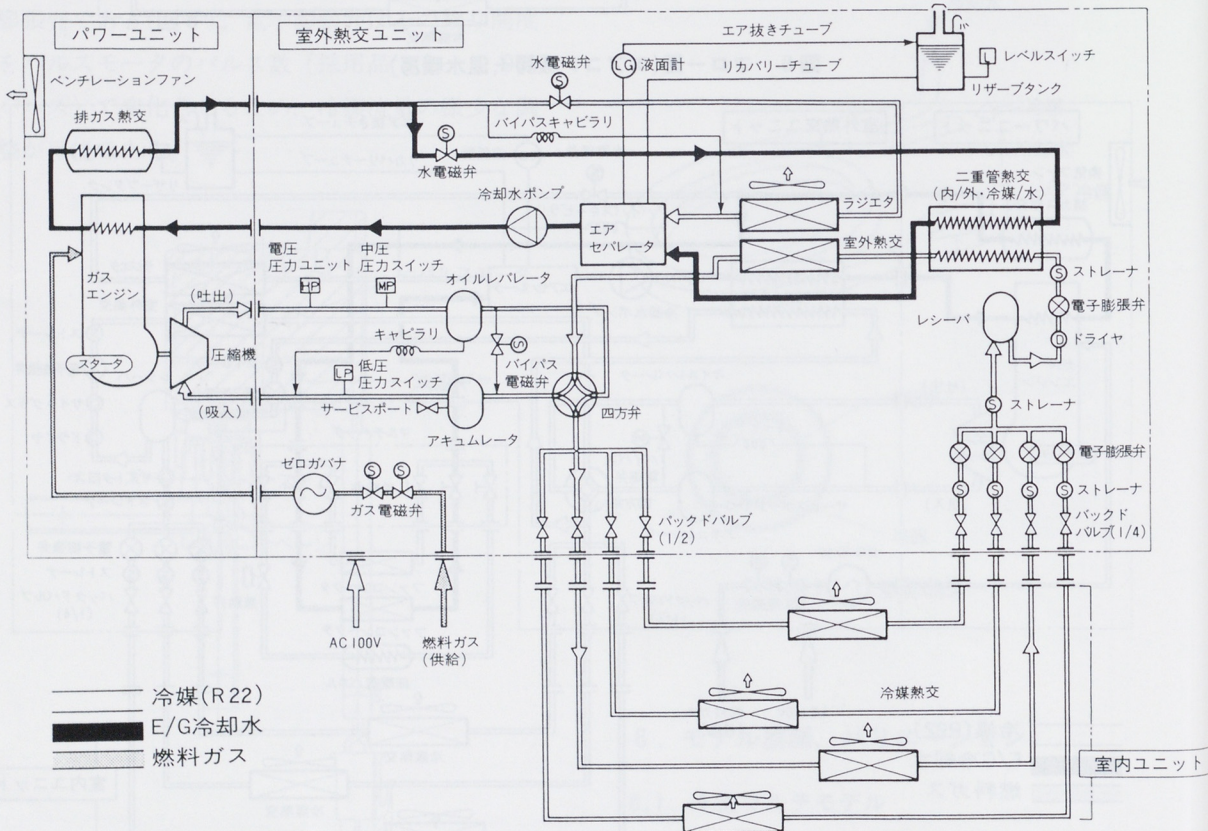 パワーユニット
室外熱交ユニット
ベンチレーションファン
排ガス熱交
水電磁弁
S
エア抜きチューブ
LG
液面計
リカバリーチューブ
L
レベルスイッチ
リザーブタンク
バイパスキャピラリ
S
水電磁弁
冷却水ポンプ
エア
セパレータ
ラジエタ
室外熱交
二重管熱交
(内/外・冷媒/水)
ガス
エンジン
スタータ
(吐出)
圧縮機
(吸入)
電圧
圧力ユニット
HP
中圧
圧力スイッチ
MP
オイルレバレータ
キャピラリ
LP
低圧
圧力スイッチ
サービスポート
アキュムレータ
S
バイパス
電磁弁
四方弁
S
ストレーナ
電子膨張弁
D
ドライヤ
レシーバ
S
ストレーナ
電子膨張弁
S
S
S
S
ストレーナ
バックド
バルブ(1/4)
ゼロガバナ
S
S
ガス電磁弁
バックドバルブ
(1/2)
AC100V
燃料ガス
(供給)
冷媒熱交
室内ユニット
冷媒(R22)
E/G冷却水
燃料ガス